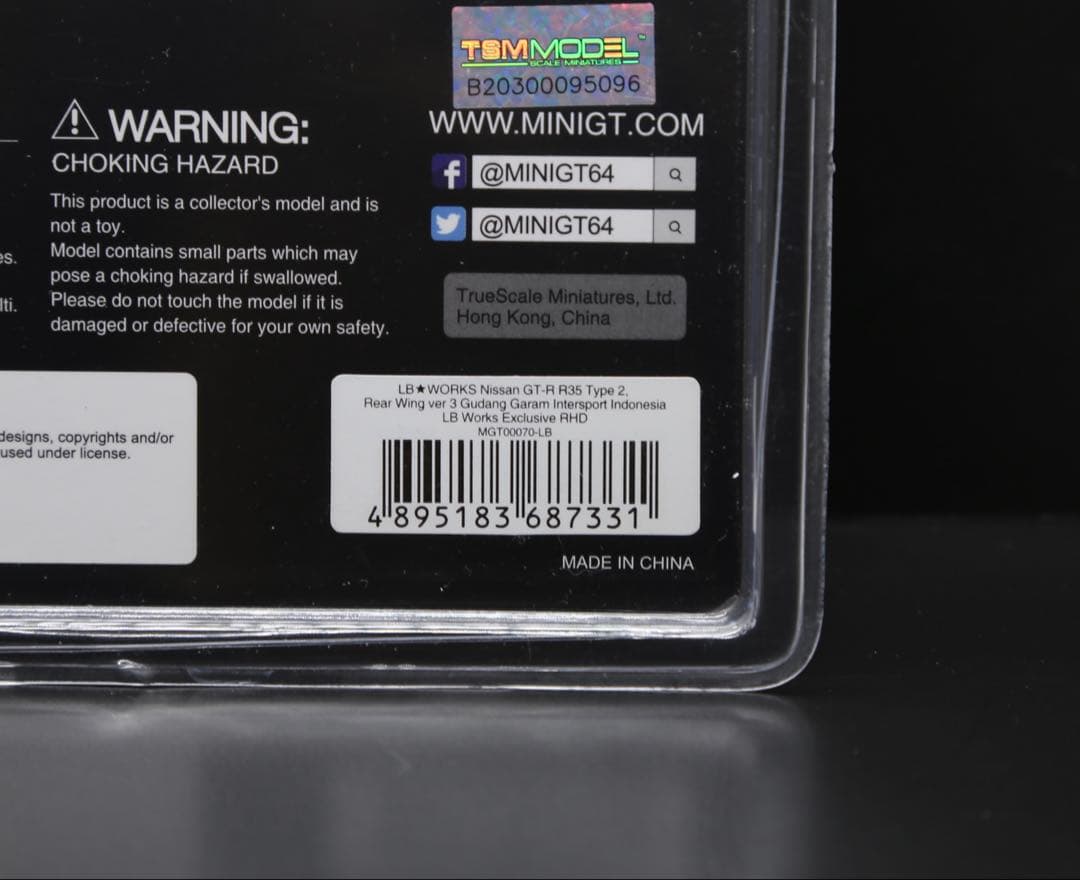 TSMMODEL™
SCALE MINIATURES
B20300095096
WWW.MINIGT.COM
@MINIGT64
@MINIGT64
TrueScale Miniatures, Ltd.
Hong Kong, China
WARNING:
CHOKING HAZARD
This product is a collector's model and is
not a toy.
Model contains small parts which may
pose a choking hazard if swallowed.
Please do not touch the model if it is
damaged or defective for your own safety.
es.
lti.
designs, copyrights and/or
used under license.
LB★WORKS Nissan GT-R R35 Type 2,
Rear Wing ver 3 Gudang Garam Intersport Indonesia
LB Works Exclusive RHD
MGT00070-LB
4 895183 687331
MADE IN CHINA